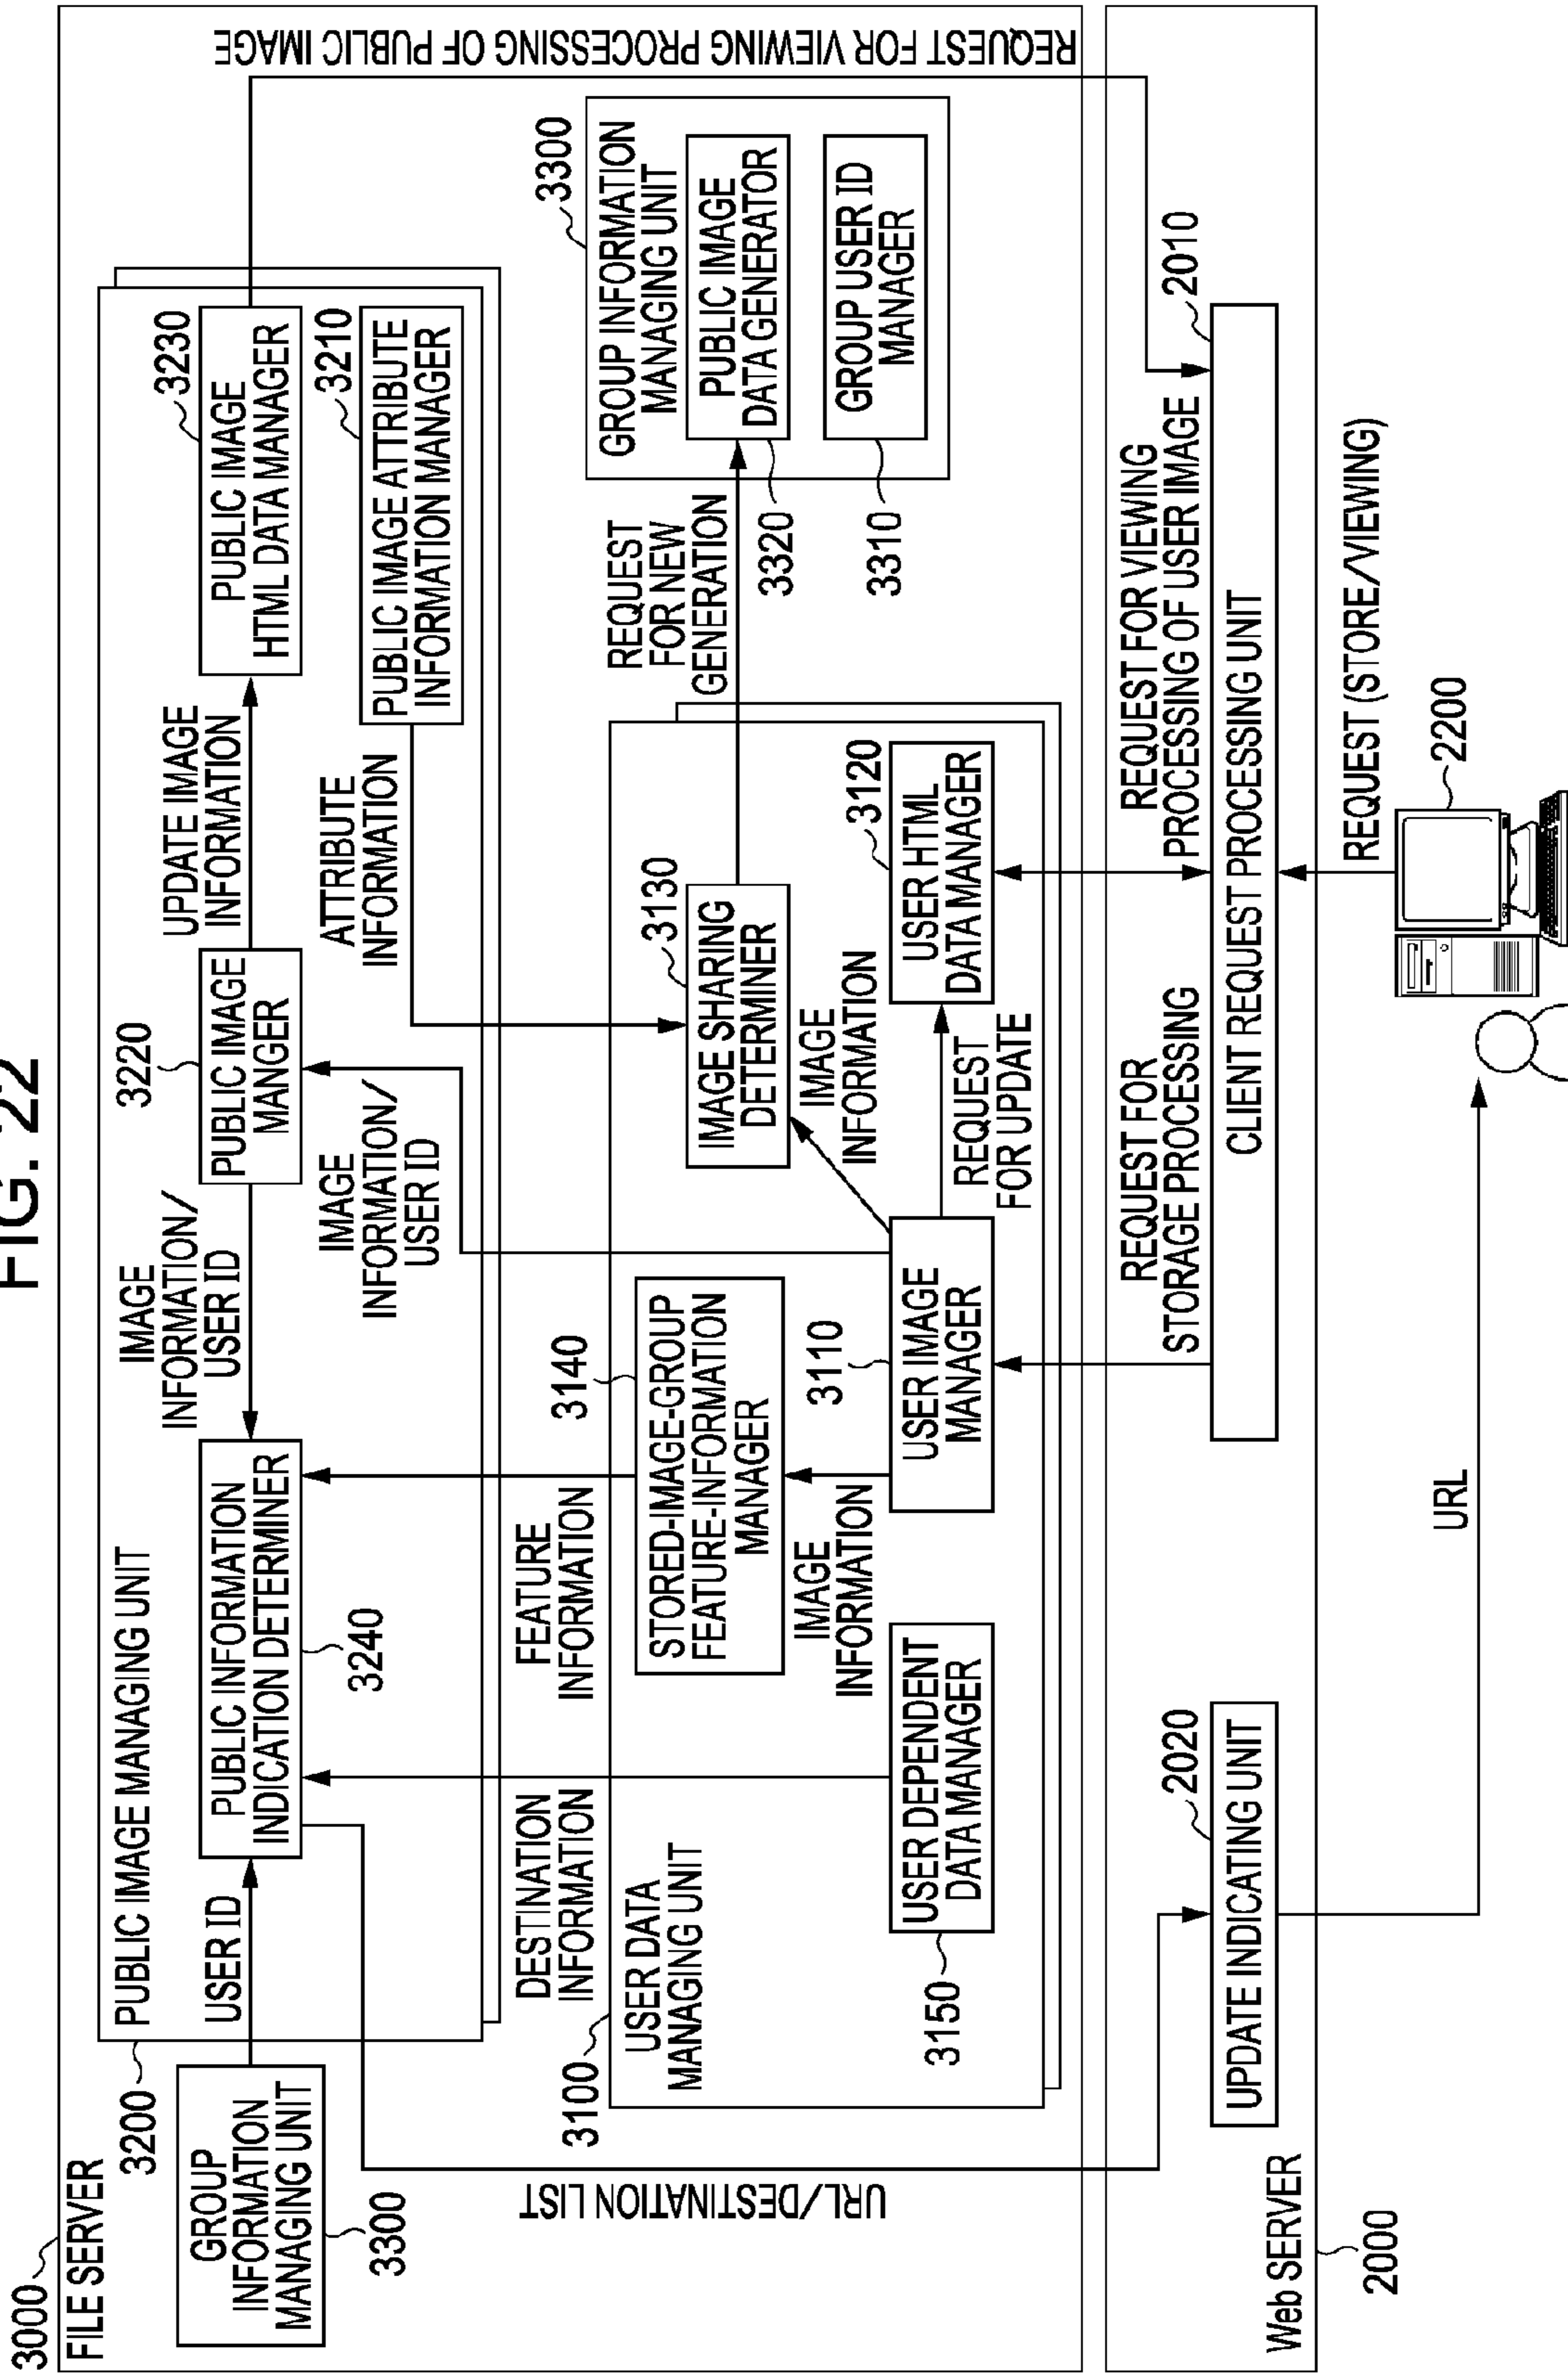 FIG. 22
3000
FILE SERVER
3200
PUBLIC IMAGE MANAGING UNIT
GROUP
INFORMATION
MANAGING UNIT
3300
USER ID
PUBLIC INFORMATION
INDICATION DETERMINER
3240
IMAGE
INFORMATION/
USER ID
3220
PUBLIC IMAGE
MANGER
UPDATE IMAGE
INFORMATION
3230
PUBLIC IMAGE
HTML DATA MANAGER
3210
PUBLIC IMAGE ATTRIBUTE
INFORMATION MANAGER
ATTRIBUTE
INFORMATION
IMAGE
INFORMATION/
USER ID
FEATURE
INFORMATION
DESTINATION
INFORMATION
URL/DESTINATION LIST
REQUEST FOR VIEWING PROCESSING OF PUBLIC IMAGE
3100
USER DATA
MANAGING UNIT
3140
STORED-IMAGE-GROUP
FEATURE-INFORMATION
MANAGER
3130
IMAGE SHARING
DETERMINER
REQUEST
FOR NEW
GENERATION
3300
GROUP INFORMATION
MANAGING UNIT
PUBLIC IMAGE
DATA GENERATOR
3320
GROUP USER ID
MANAGER
3310
IMAGE
INFORMATION
IMAGE
INFORMATION
3150
USER DEPENDENT
DATA MANAGER
3110
USER IMAGE
MANAGER
REQUEST
FOR UPDATE
3120
USER HTML
DATA MANAGER
REQUEST FOR
STORAGE PROCESSING
REQUEST FOR VIEWING
PROCESSING OF USER IMAGE
2020
UPDATE INDICATING UNIT
2010
CLIENT REQUEST PROCESSING UNIT
Web SERVER
2000
URL
REQUEST (STORE/VIEWING)
2200